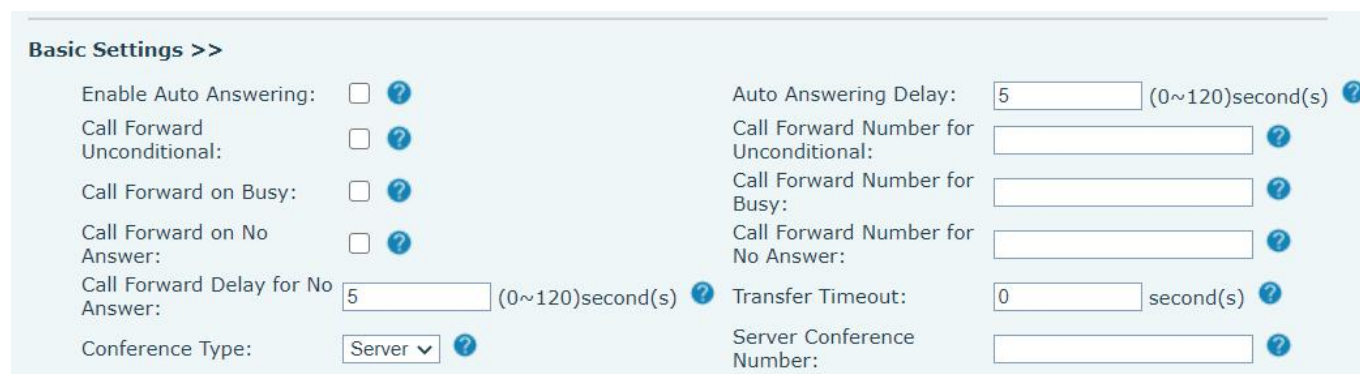 Basic Settings >>
Enable Auto Answering: ? Auto Answering Delay: 5 (0~120)second(s) ?
Call Forward
Unconditional: ? Call Forward Number for
Unconditional: ?
Call Forward on Busy: ? Call Forward Number for
Busy: ?
Call Forward on No
Answer: ? Call Forward Number for
No Answer: ?
Call Forward Delay for No
Answer: 5 (0~120)second(s) ? Transfer Timeout: 0 second(s) ?
Conference Type: Server ? Server Conference
Number: ?